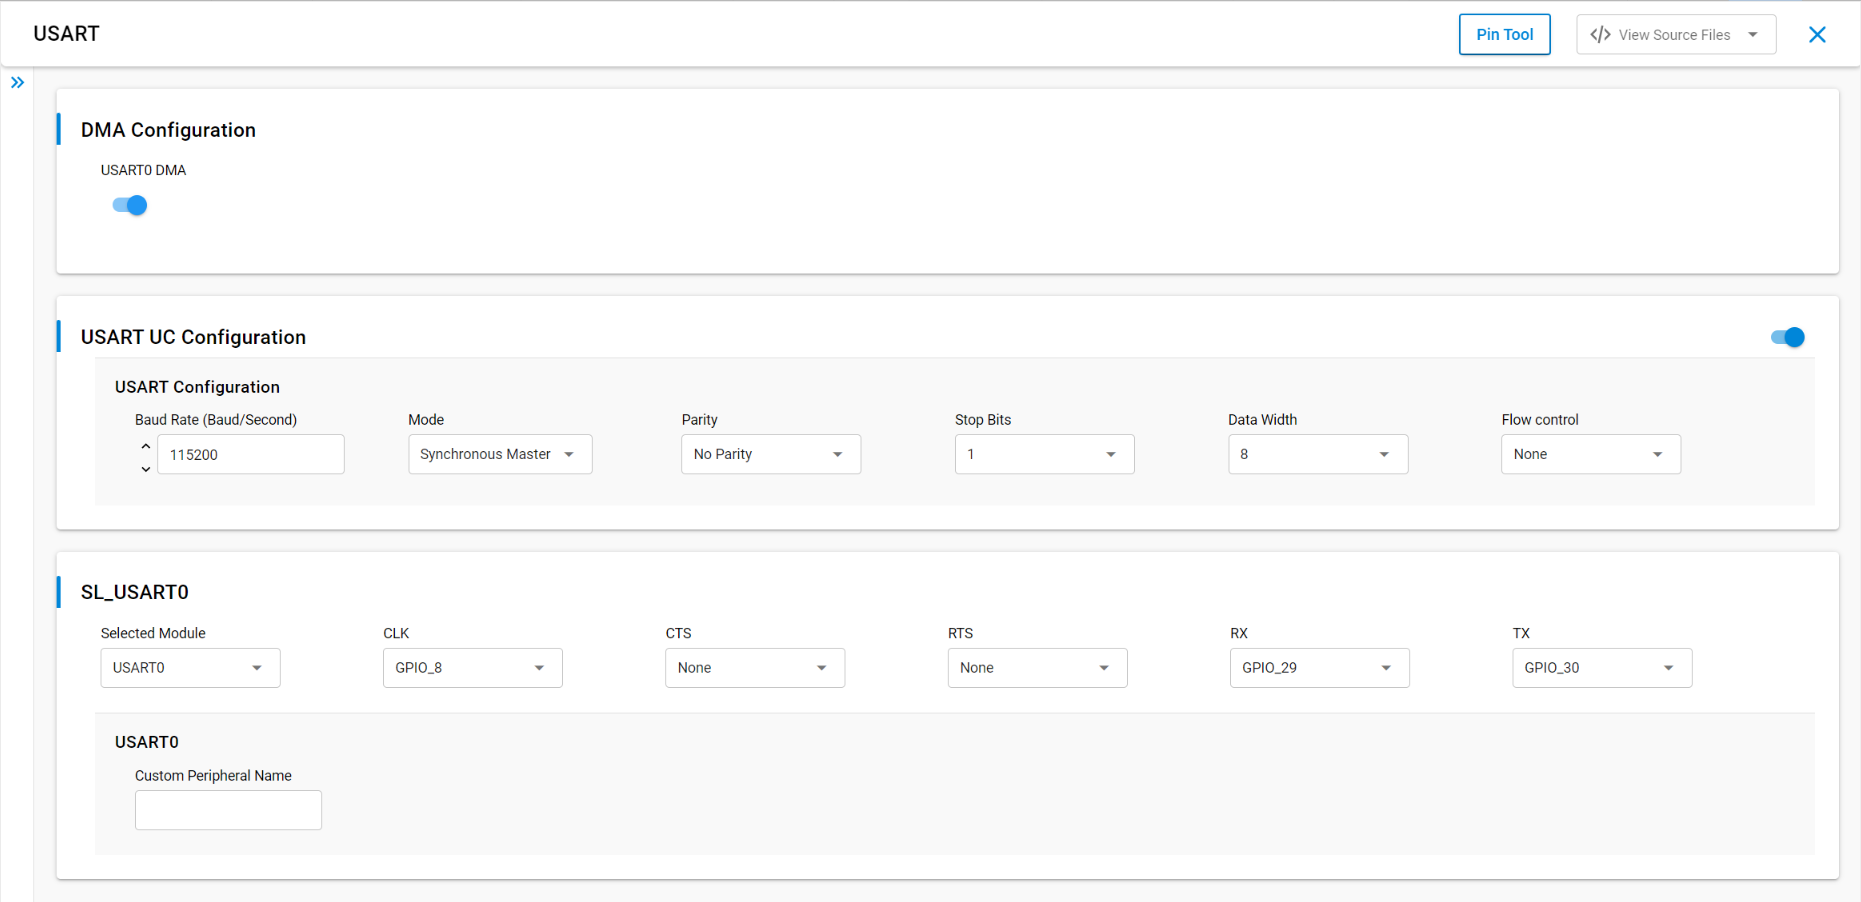 USART
Pin Tool
View Source Files
DMA Configuration
USART0 DMA
USART UC Configuration
USART Configuration
Baud Rate (Baud/Second) Mode Parity Stop Bits Data Width Flow control
115200 Synchronous Master No Parity 1 8 None
SL_USART0
Selected Module CLK CTS RTS RX TX
USART0 GPIO_8 None None GPIO_29 GPIO_30
USART0
Custom Peripheral Name